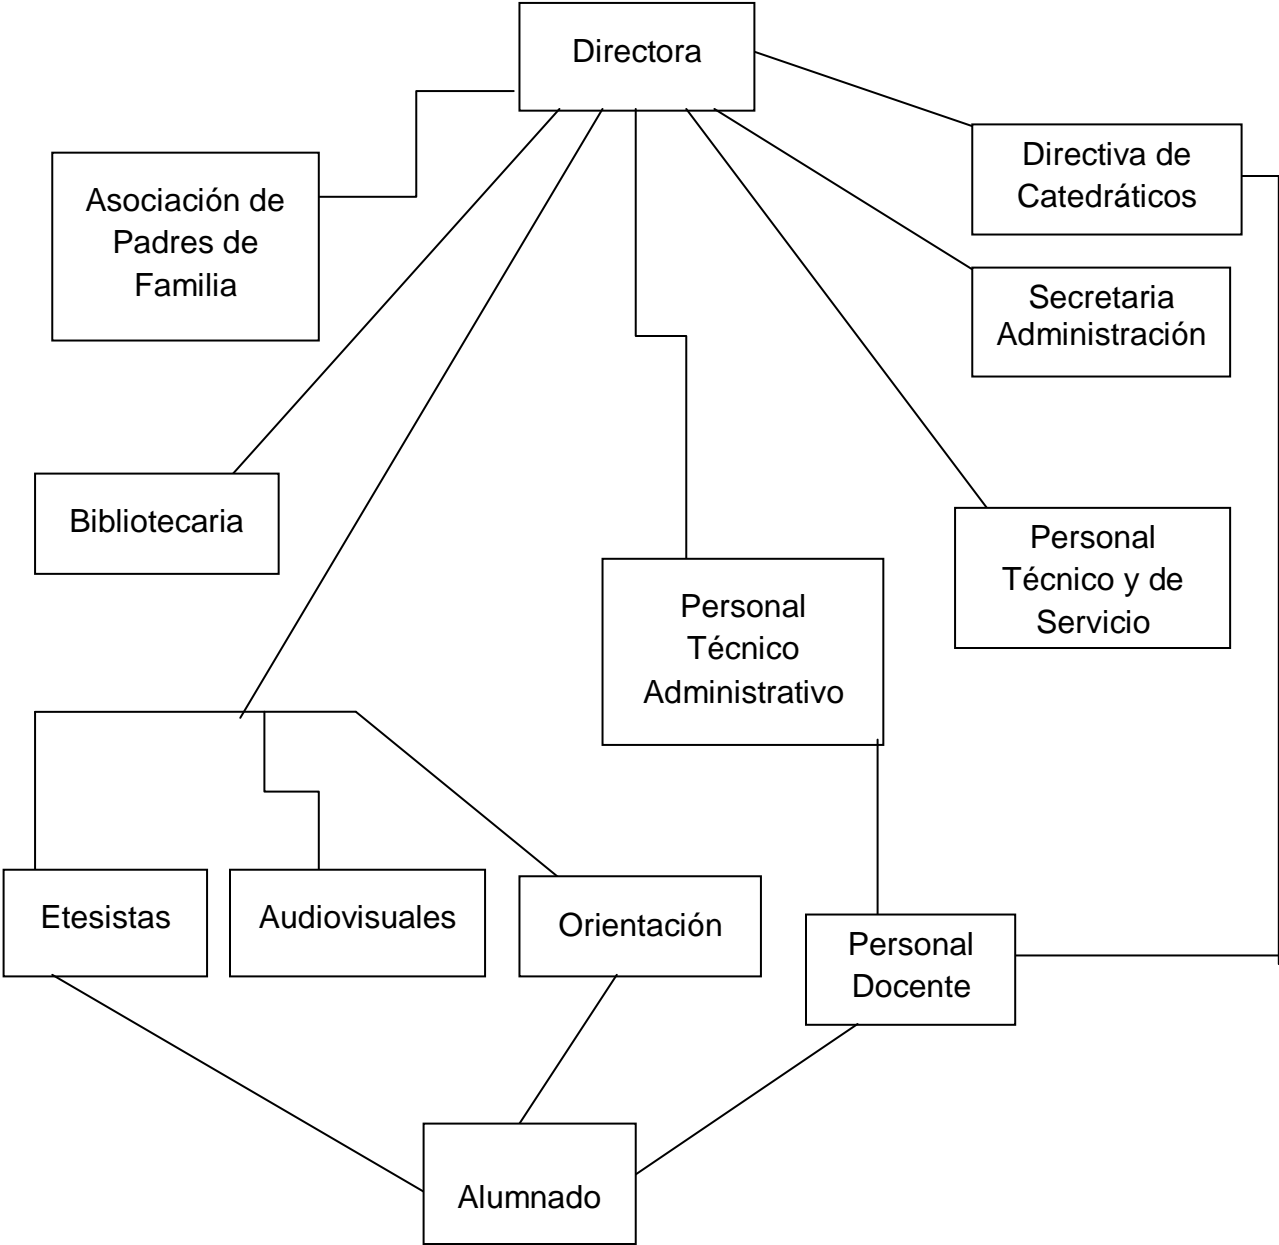 Directora
Directiva de
Catedráticos
Asociación de
Padres de
Familia
Secretaria
Administración
Bibliotecaria
Personal
Técnico y de
Servicio
Personal
Técnico
Administrativo
Etesistas
Audiovisuales
Orientación
Personal
Docente
Alumnado